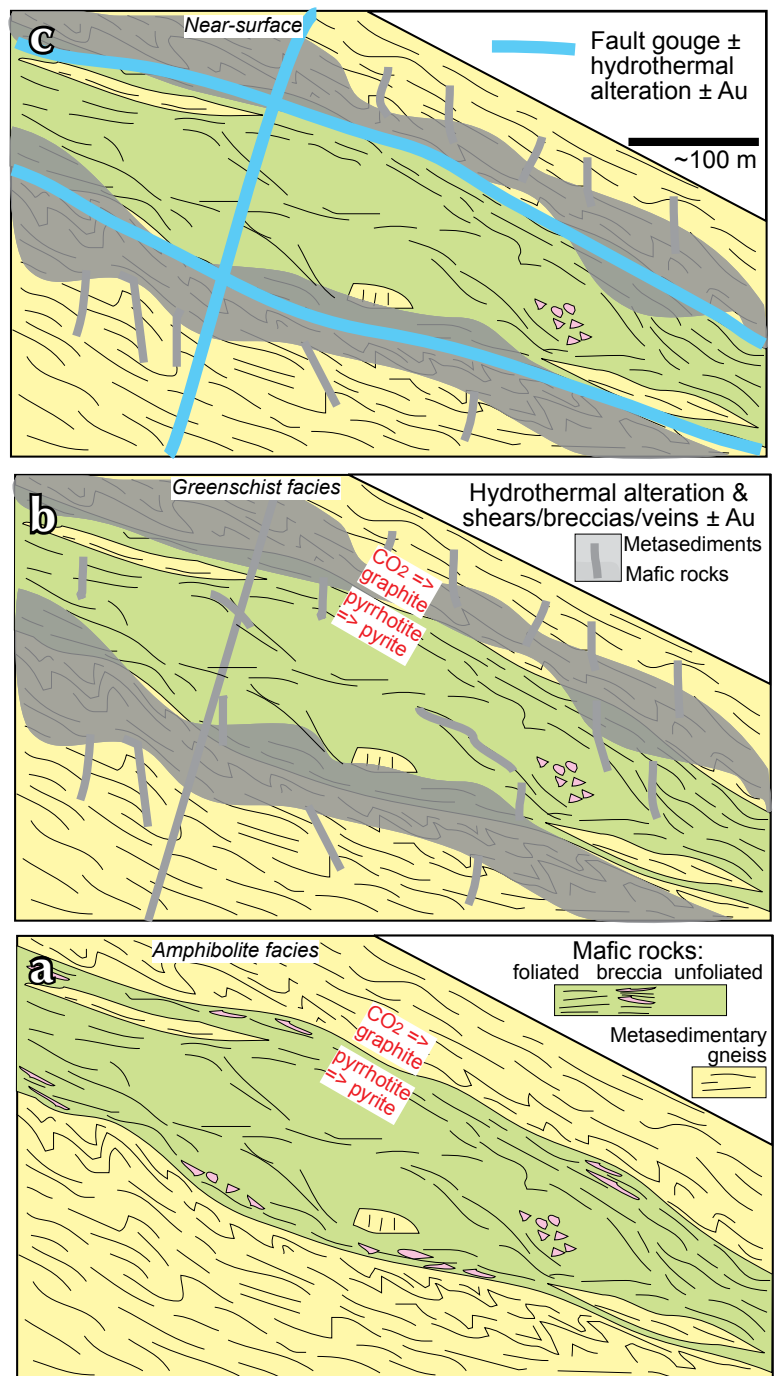 c
Near-surface
Fault gouge ±
hydrothermal
alteration ± Au
~100 m
b
Greenschist facies
Hydrothermal alteration &
shears/breccias/veins ± Au
Metasediments
Mafic rocks
CO2 =>
graphite
pyrrhotite
=> pyrite
a
Amphibolite facies
Mafic rocks:
foliated breccia unfoliated
Metasedimentary
gneiss
CO2 =>
graphite
pyrrhotite
=> pyrite